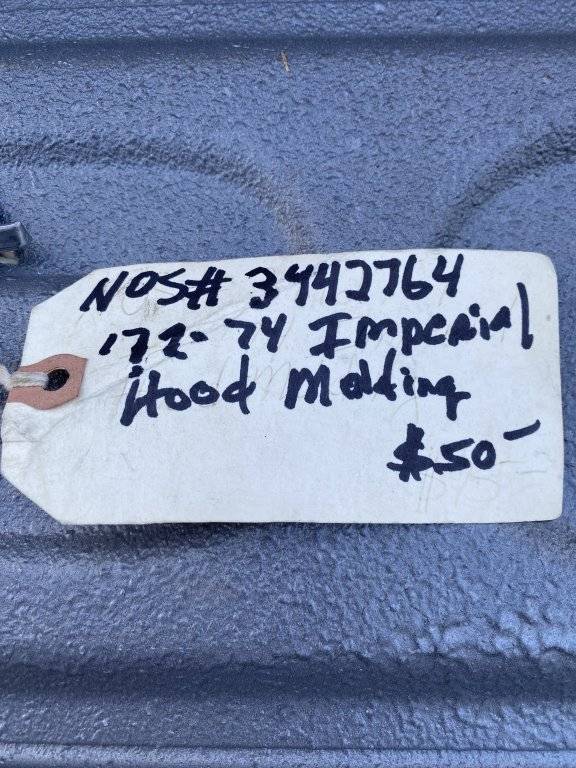 NOS# 3442764
'72-74 Imperial
Hood Molding
$50-